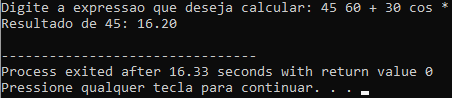 Digite a expressao que deseja calcular: 45 60 + 30 cos *
Resultado de 45: 16.20
--------------------------------
Process exited after 16.33 seconds with return value 0
Pressione qualquer tecla para continuar. . .